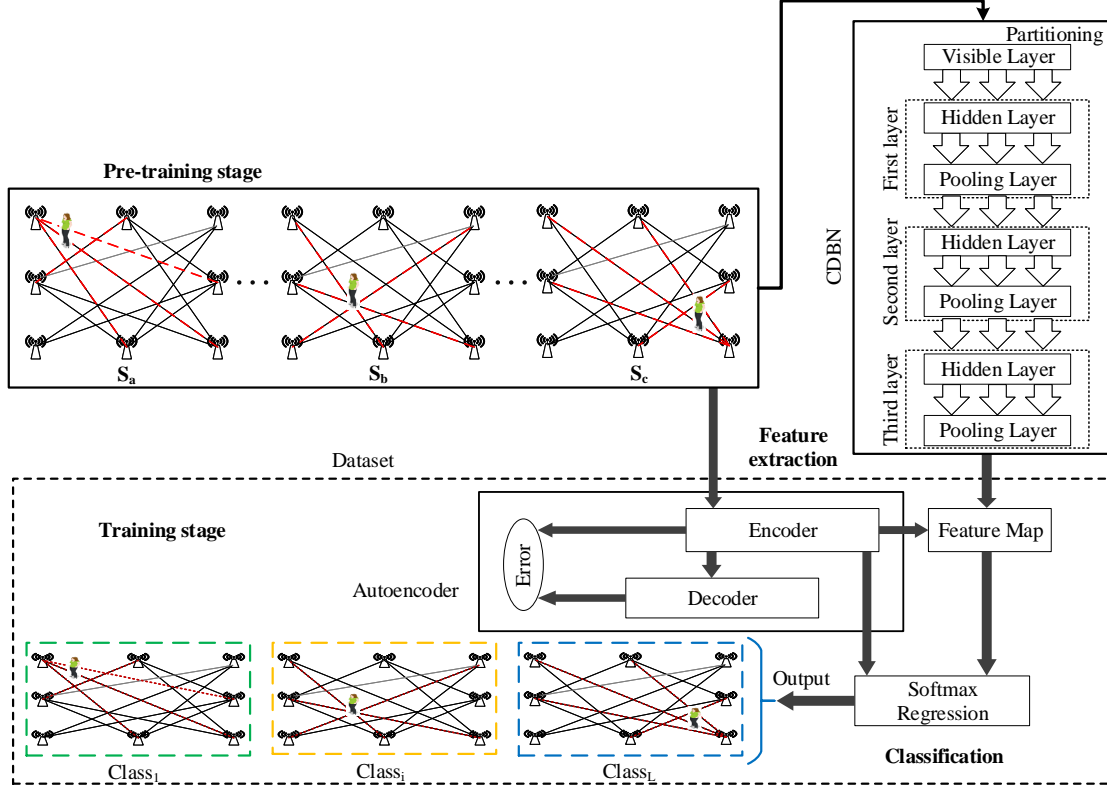 Partitioning
Visible Layer
Hidden Layer
Pooling Layer
First layer
Hidden Layer
Pooling Layer
Second layer
Hidden Layer
Pooling Layer
Third layer
CDBN
Pre-training stage
... ...
Sa Sb Sc
Feature
extraction
Dataset
Training stage
Encoder
Feature Map
Error
Decoder
Autoencoder
Output
Softmax
Regression
Classification
Class1 Classi ClassL